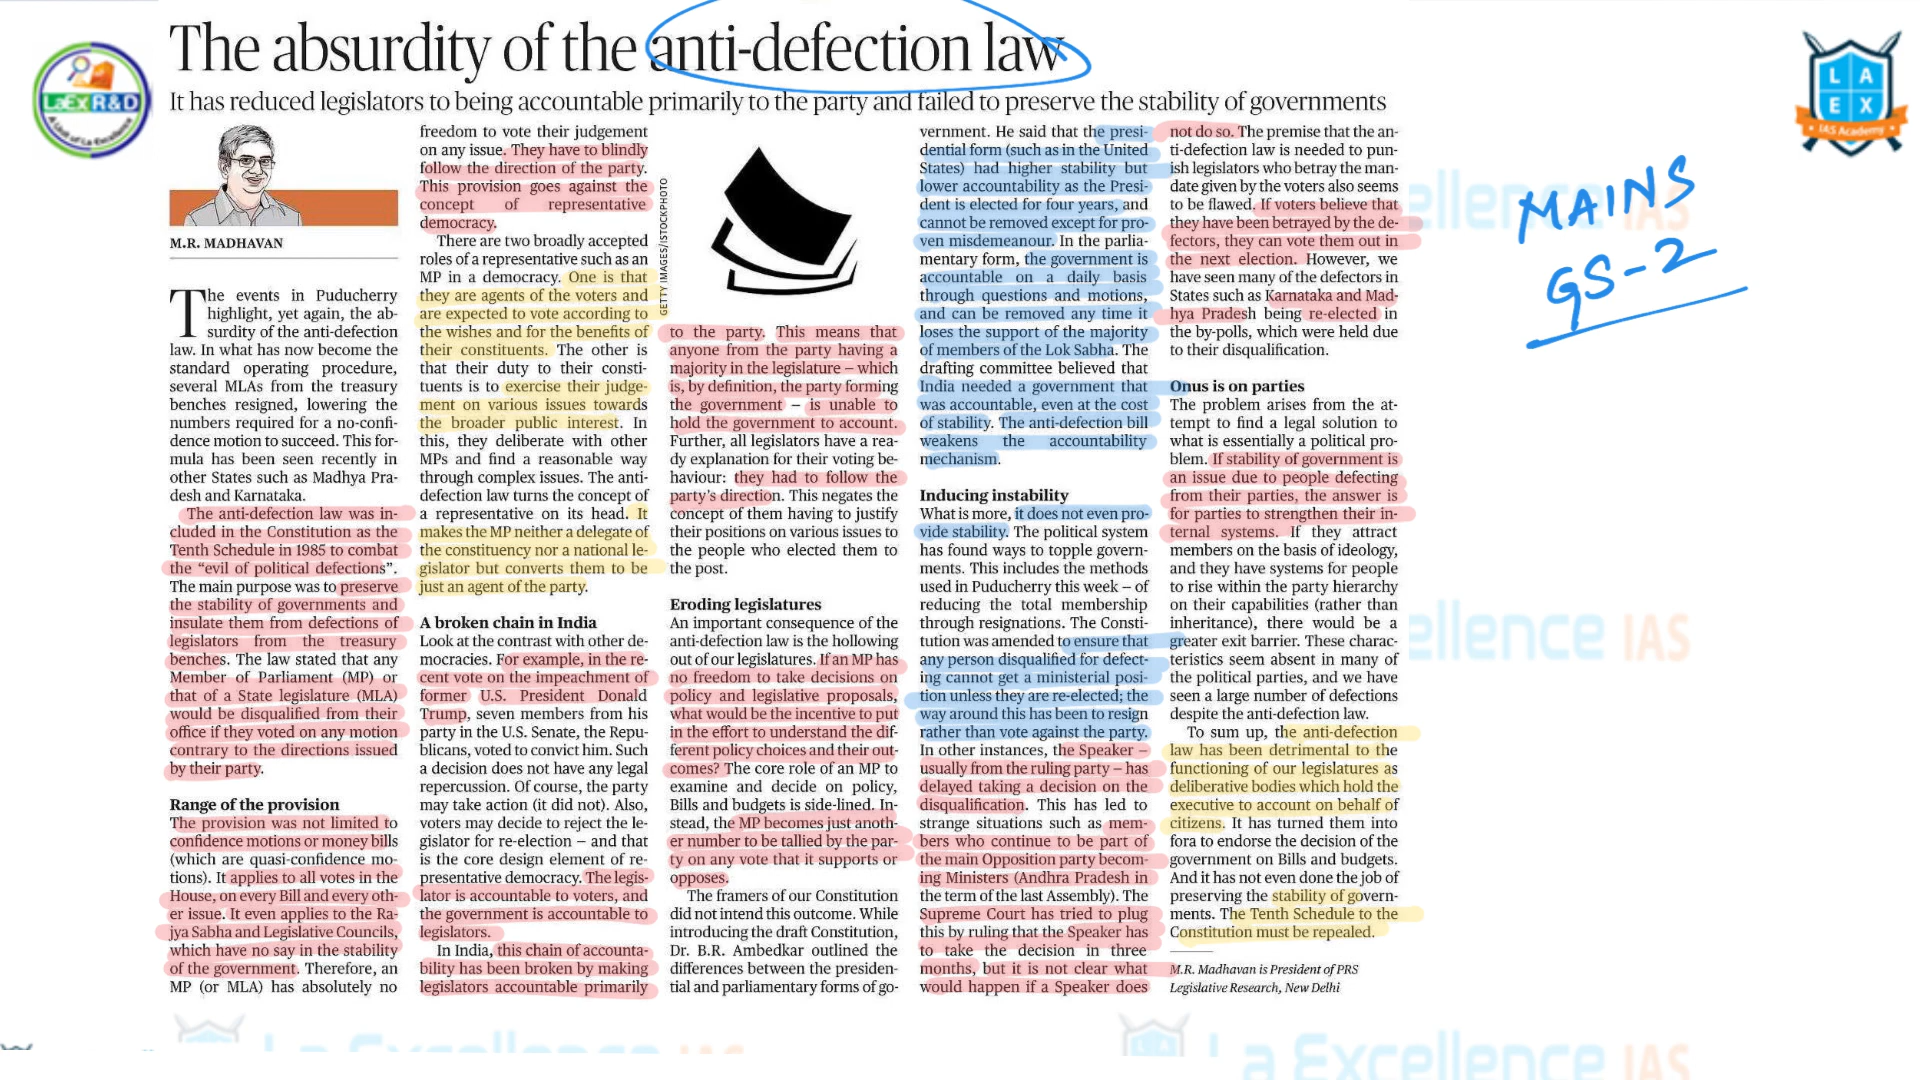 The absurdity of the anti-defection law
It has reduced legislators to being accountable primarily to the party and failed to preserve the stability of governments
LaEx R&D
A Unit of La Excellence
M.R. MADHAVAN
The events in Puducherry
highlight, yet again, the ab-
surdity of the anti-defection
law. In what has now become the
standard operating procedure,
several MLAs from the treasury
benches resigned, lowering the
numbers required for a no-confi-
dence motion to succeed. This for-
mula has been seen recently in
other States such as Madhya Pra-
desh and Karnataka.
The anti-defection law was in-
cluded in the Constitution as the
Tenth Schedule in 1985 to combat
the “evil of political defections”.
The main purpose was to preserve
the stability of governments and
insulate them from defections of
legislators from the treasury
benches. The law stated that any
Member of Parliament (MP) or
that of a State legislature (MLA)
would be disqualified from their
office if they voted on any motion
contrary to the directions issued
by their party.
Range of the provision
The provision was not limited to
confidence motions or money bills
(which are quasi-confidence mo-
tions). It applies to all votes in the
House, on every Bill and every oth-
er issue. It even applies to the Ra-
jya Sabha and Legislative Councils,
which have no say in the stability
of the government. Therefore, an
MP (or MLA) has absolutely no
freedom to vote their judgement
on any issue. They have to blindly
follow the direction of the party.
This provision goes against the
concept of representative
democracy.
There are two broadly accepted
roles of a representative such as an
MP in a democracy. One is that
they are agents of the voters and
are expected to vote according to
the wishes and for the benefits of
their constituents. The other is
that their duty to their consti-
tuents is to exercise their judge-
ment on various issues towards
the broader public interest. In
this, they deliberate with other
MPs and find a reasonable way
through complex issues. The anti-
defection law turns the concept of
a representative on its head. It
makes the MP neither a delegate of
the constituency nor a national le-
gislator but converts them to be
just an agent of the party.
A broken chain in India
Look at the contrast with other de-
mocracies. For example, in the re-
cent vote on the impeachment of
former U.S. President Donald
Trump, seven members from his
party in the U.S. Senate, the Repu-
blicans, voted to convict him. Such
a decision does not have any legal
repercussion. Of course, the party
may take action (it did not). Also,
voters may decide to reject the le-
gislator for re-election – and that
is the core design element of re-
presentative democracy. The legis-
lator is accountable to voters, and
the government is accountable to
legislators.
In India, this chain of accounta-
bility has been broken by making
legislators accountable primarily
GETTY IMAGES/ISTOCKPHOTO
to the party. This means that
anyone from the party having a
majority in the legislature – which
is, by definition, the party forming
the government – is unable to
hold the government to account.
Further, all legislators have a rea-
dy explanation for their voting be-
haviour: they had to follow the
party’s direction. This negates the
concept of them having to justify
their positions on various issues to
the people who elected them to
the post.
Eroding legislatures
An important consequence of the
anti-defection law is the hollowing
out of our legislatures. If an MP has
no freedom to take decisions on
policy and legislative proposals,
what would be the incentive to put
in the effort to understand the dif-
ferent policy choices and their out-
comes? The core role of an MP to
examine and decide on policy,
Bills and budgets is side-lined. In-
stead, the MP becomes just anoth-
er number to be tallied by the par-
ty on any vote that it supports or
opposes.
The framers of our Constitution
did not intend this outcome. While
introducing the draft Constitution,
Dr. B.R. Ambedkar outlined the
differences between the presiden-
tial and parliamentary forms of go-
vernment. He said that the presi-
dential form (such as in the United
States) had higher stability but
lower accountability as the Presi-
dent is elected for four years, and
cannot be removed except for pro-
ven misdemeanour. In the parlia-
mentary form, the government is
accountable on a daily basis
through questions and motions,
and can be removed any time it
loses the support of the majority
of members of the Lok Sabha. The
drafting committee believed that
India needed a government that
was accountable, even at the cost
of stability. The anti-defection bill
weakens the accountability
mechanism.
Inducing instability
What is more, it does not even pro-
vide stability. The political system
has found ways to topple govern-
ments. This includes the methods
used in Puducherry this week – of
reducing the total membership
through resignations. The Consti-
tution was amended to ensure that
any person disqualified for defect-
ing cannot get a ministerial posi-
tion unless they are re-elected; the
way around this has been to resign
rather than vote against the party.
In other instances, the Speaker –
usually from the ruling party – has
delayed taking a decision on the
disqualification. This has led to
strange situations such as mem-
bers who continue to be part of
the main Opposition party becom-
ing Ministers (Andhra Pradesh in
the term of the last Assembly). The
Supreme Court has tried to plug
this by ruling that the Speaker has
to take the decision in three
months, but it is not clear what
would happen if a Speaker does
not do so. The premise that the an-
ti-defection law is needed to pun-
ish legislators who betray the man-
date given by the voters also seems
to be flawed. If voters believe that
they have been betrayed by the de-
fectors, they can vote them out in
the next election. However, we
have seen many of the defectors in
States such as Karnataka and Mad-
hya Pradesh being re-elected in
the by-polls, which were held due
to their disqualification.
Onus is on parties
The problem arises from the at-
tempt to find a legal solution to
what is essentially a political pro-
blem. If stability of government is
an issue due to people defecting
from their parties, the answer is
for parties to strengthen their in-
ternal systems. If they attract
members on the basis of ideology,
and they have systems for people
to rise within the party hierarchy
on their capabilities (rather than
inheritance), there would be a
greater exit barrier. These charac-
teristics seem absent in many of
the political parties, and we have
seen a large number of defections
despite the anti-defection law.
To sum up, the anti-defection
law has been detrimental to the
functioning of our legislatures as
deliberative bodies which hold the
executive to account on behalf of
citizens. It has turned them into
fora to endorse the decision of the
government on Bills and budgets.
And it has not even done the job of
preserving the stability of govern-
ments. The Tenth Schedule to the
Constitution must be repealed.
M.R. Madhavan is President of PRS
Legislative Research, New Delhi
LAEX
IAS Academy
MAINS
GS-2
ellence IAS
ellence IAS
La Excellence IAS
La Excellence IAS